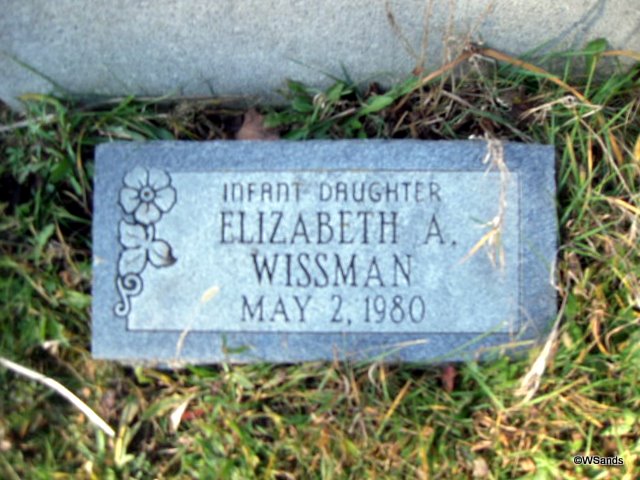 INFANT DAUGHTER
ELIZABETH A.
WISSMAN
MAY 2, 1980
©WSands